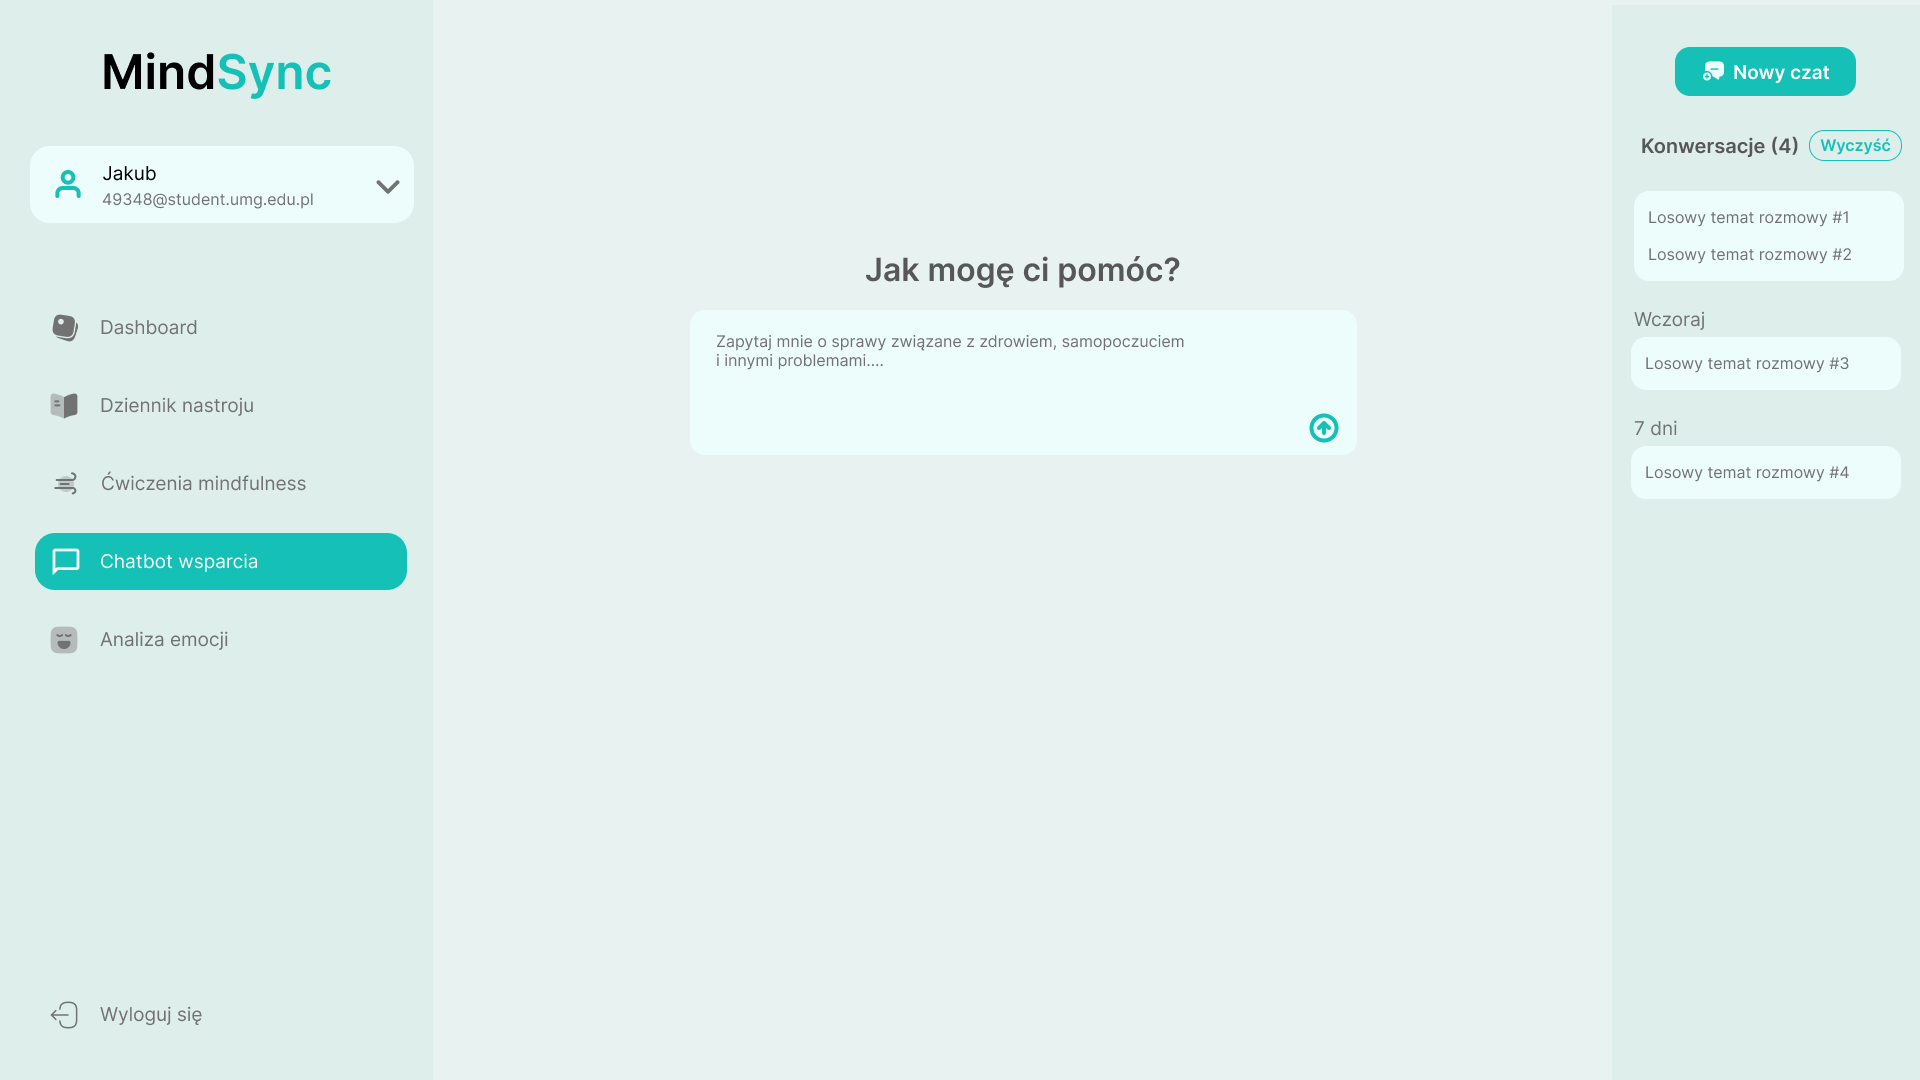 MindSync
Jakub
49348@student.umg.edu.pl
Dashboard
Dziennik nastroju
Ćwiczenia mindfulness
Chatbot wsparcia
Analiza emocji
Wyloguj się
Jak mogę ci pomóc?
Zapytaj mnie o sprawy związane z zdrowiem, samopoczuciem
i innymi problemami....
Nowy czat
Konwersacje (4)
Wyczyść
Losowy temat rozmowy #1
Losowy temat rozmowy #2
Wczoraj
Losowy temat rozmowy #3
7 dni
Losowy temat rozmowy #4